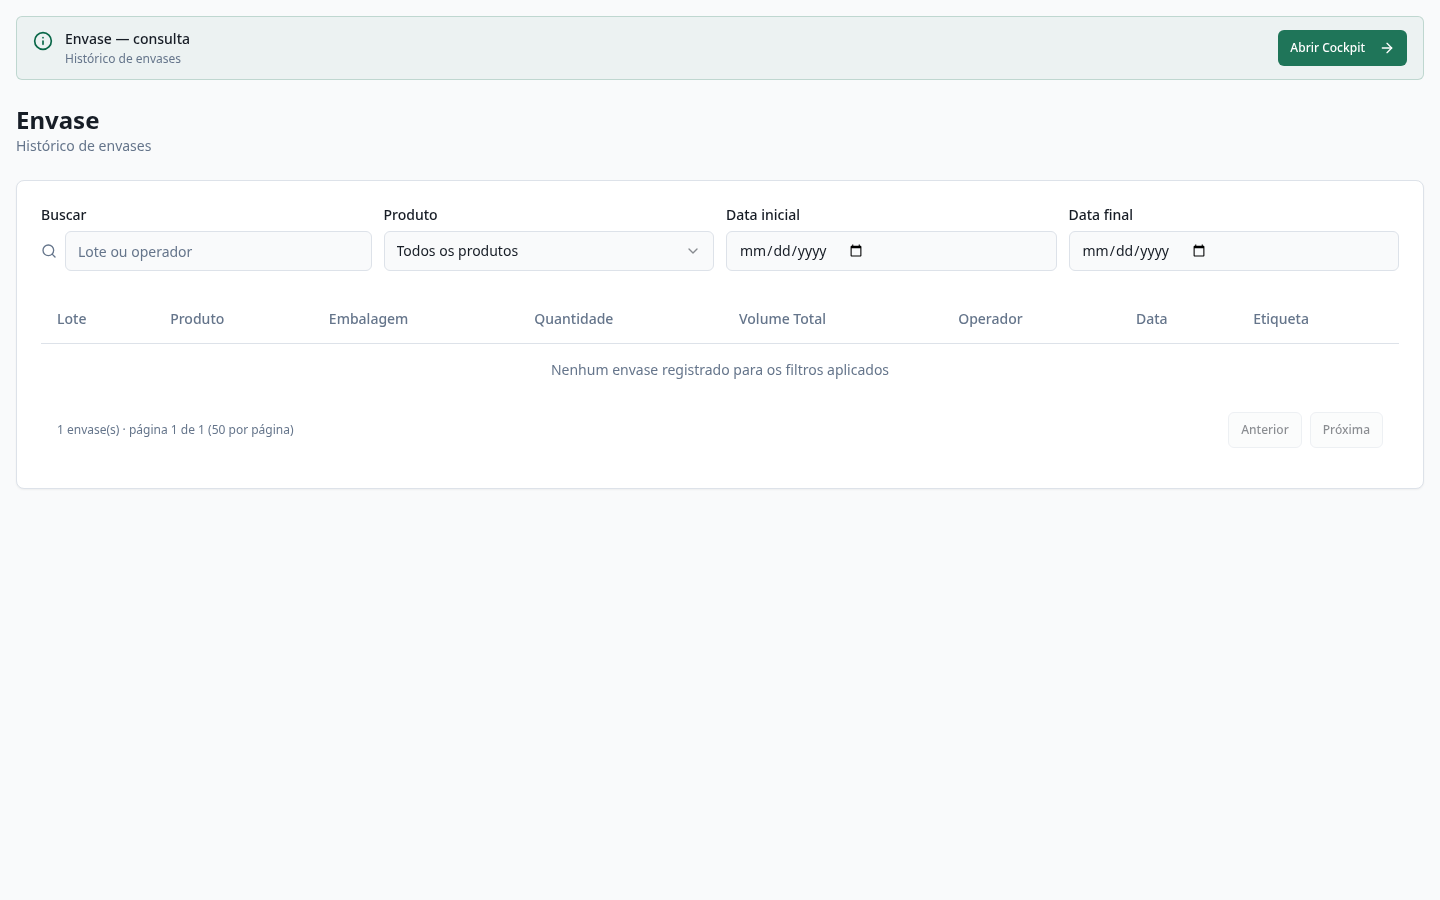 Envase — consulta
Histórico de envases
Abrir Cockpit
Envase
Histórico de envases
Buscar
Produto
Data inicial
Data final
Lote ou operador
Todos os produtos
mm/dd/yyyy
mm/dd/yyyy
Lote Produto Embalagem Quantidade Volume Total Operador Data Etiqueta
Nenhum envase registrado para os filtros aplicados
1 envase(s) · página 1 de 1 (50 por página)
Anterior
Próxima